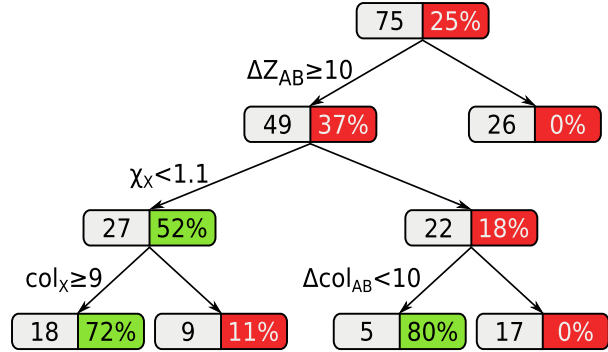 75 25%
ΔZ_AB≥10
49 37% 26 0%
χ_X<1.1
27 52% 22 18%
col_X≥9 Δcol_AB<10
18 72% 9 11% 5 80% 17 0%